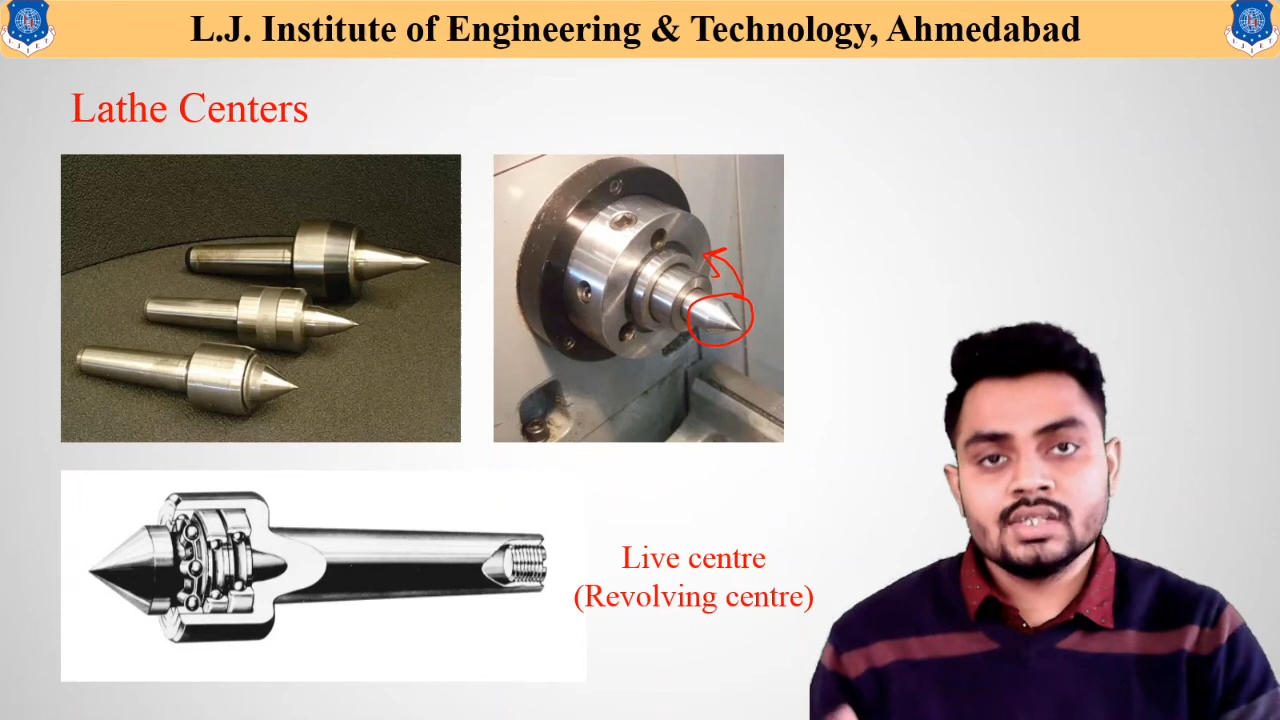 L.J. Institute of Engineering & Technology, Ahmedabad
Lathe Centers
Live centre
(Revolving centre)